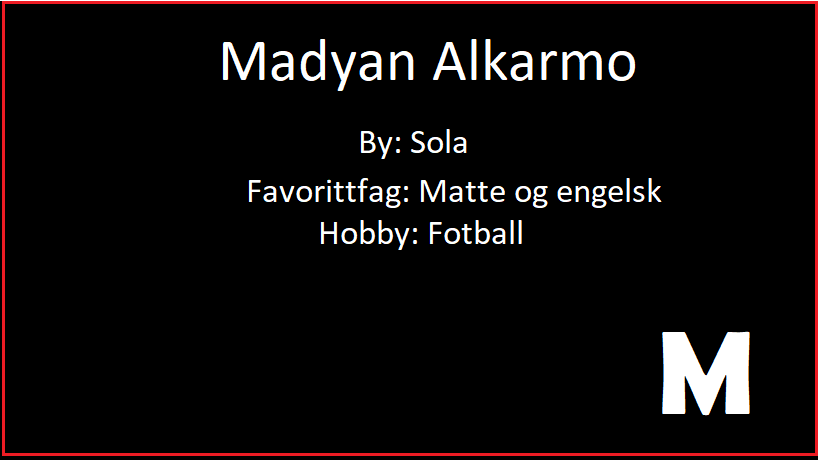 Madyan Alkarmo
By: Sola
Favorittfag: Matte og engelsk
Hobby: Fotball
M